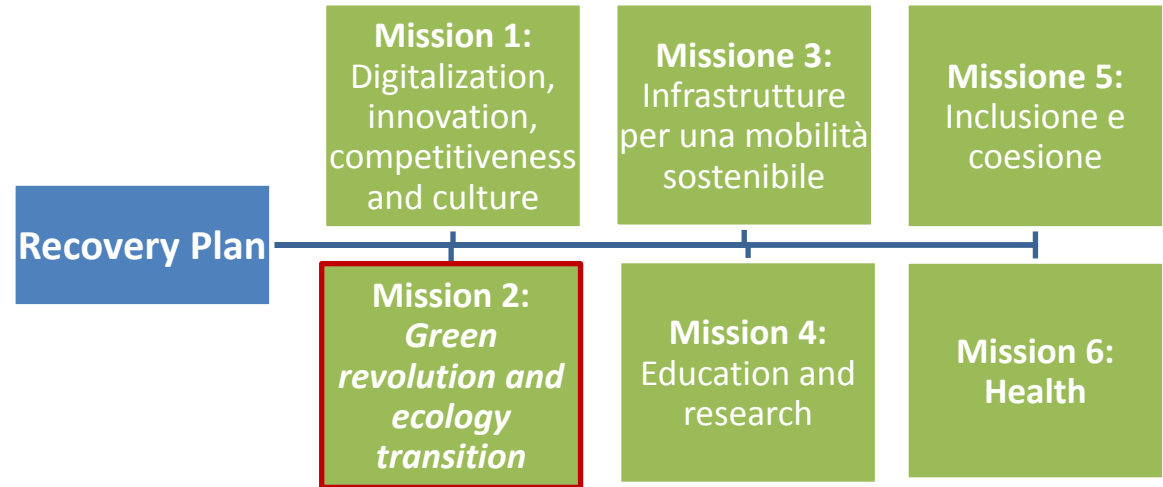 Recovery Plan
Mission 1:
Digitalization,
innovation,
competitiveness
and culture
Mission 2:
Green
revolution and
ecology
transition
Missione 3:
Infrastrutture
per una mobilità
sostenibile
Mission 4:
Education and
research
Missione 5:
Inclusione e
coesione
Mission 6:
Health